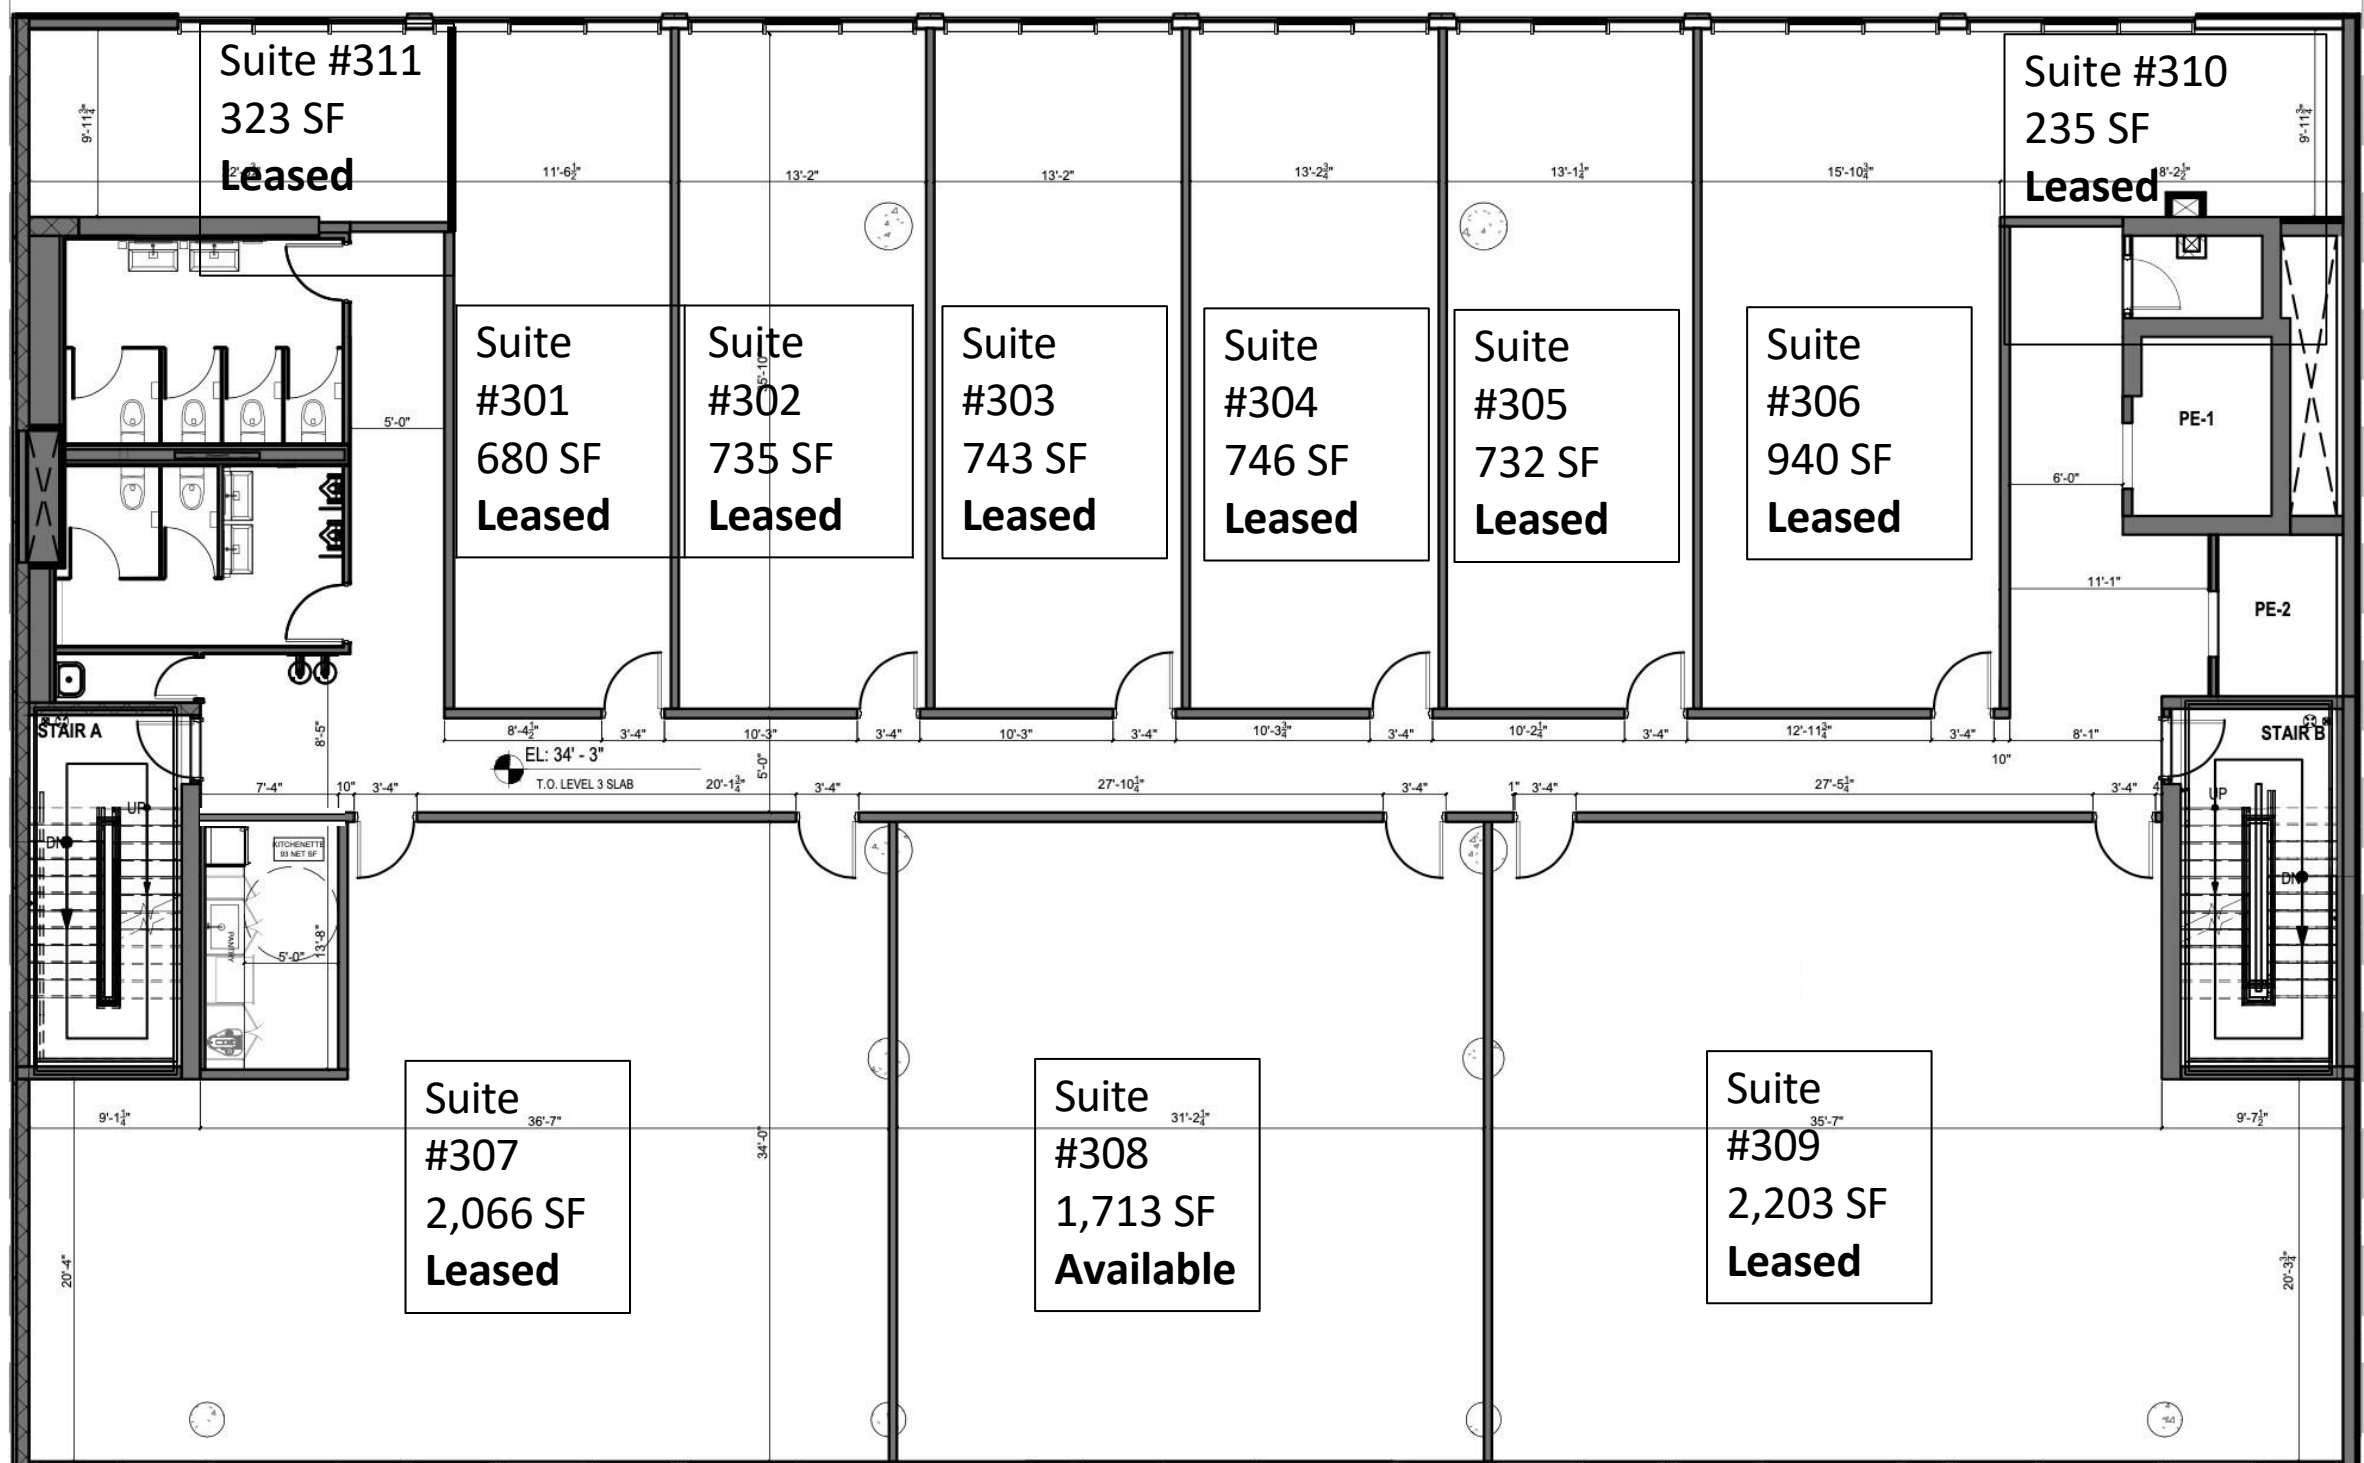 Suite #311
323 SF
Leased
Suite #310
235 SF
Leased
9'-11¾"
9'-11¾"
11'-6½"
13'-2"
13'-2"
13'-2¾"
13'-1¼"
15'-10¾"
18'-2½"
Suite
#301
680 SF
Leased
Suite
#302
735 SF
Leased
35'-10"
Suite
#303
743 SF
Leased
Suite
#304
746 SF
Leased
Suite
#305
732 SF
Leased
Suite
#306
940 SF
Leased
5'-0"
PE-1
6'-0"
11'-1"
PE-2
STAIR A
STAIR B
8'-5"
8'-4½"
3'-4"
10'-3"
3'-4"
10'-3"
3'-4"
10'-3¾"
3'-4"
10'-2¼"
3'-4"
12'-11¾"
3'-4"
8'-1"
10"
EL: 34' - 3"
T.O. LEVEL 3 SLAB
5'-0"
7'-4"
10"
3'-4"
20'-1¾"
3'-4"
27'-10¼"
3'-4"
1"
3'-4"
27'-5¼"
3'-4"
4"
UP
DN
UP
DN
KITCHENETTE
93 NET SF
PANTRY
13'-8"
5'-0"
Suite
#307
2,066 SF
Leased
Suite
#308
1,713 SF
Available
Suite
#309
2,203 SF
Leased
9'-1¼"
36'-7"
34'-0"
31'-2¼"
35'-7"
9'-7½"
20'-4"
20'-3¾"